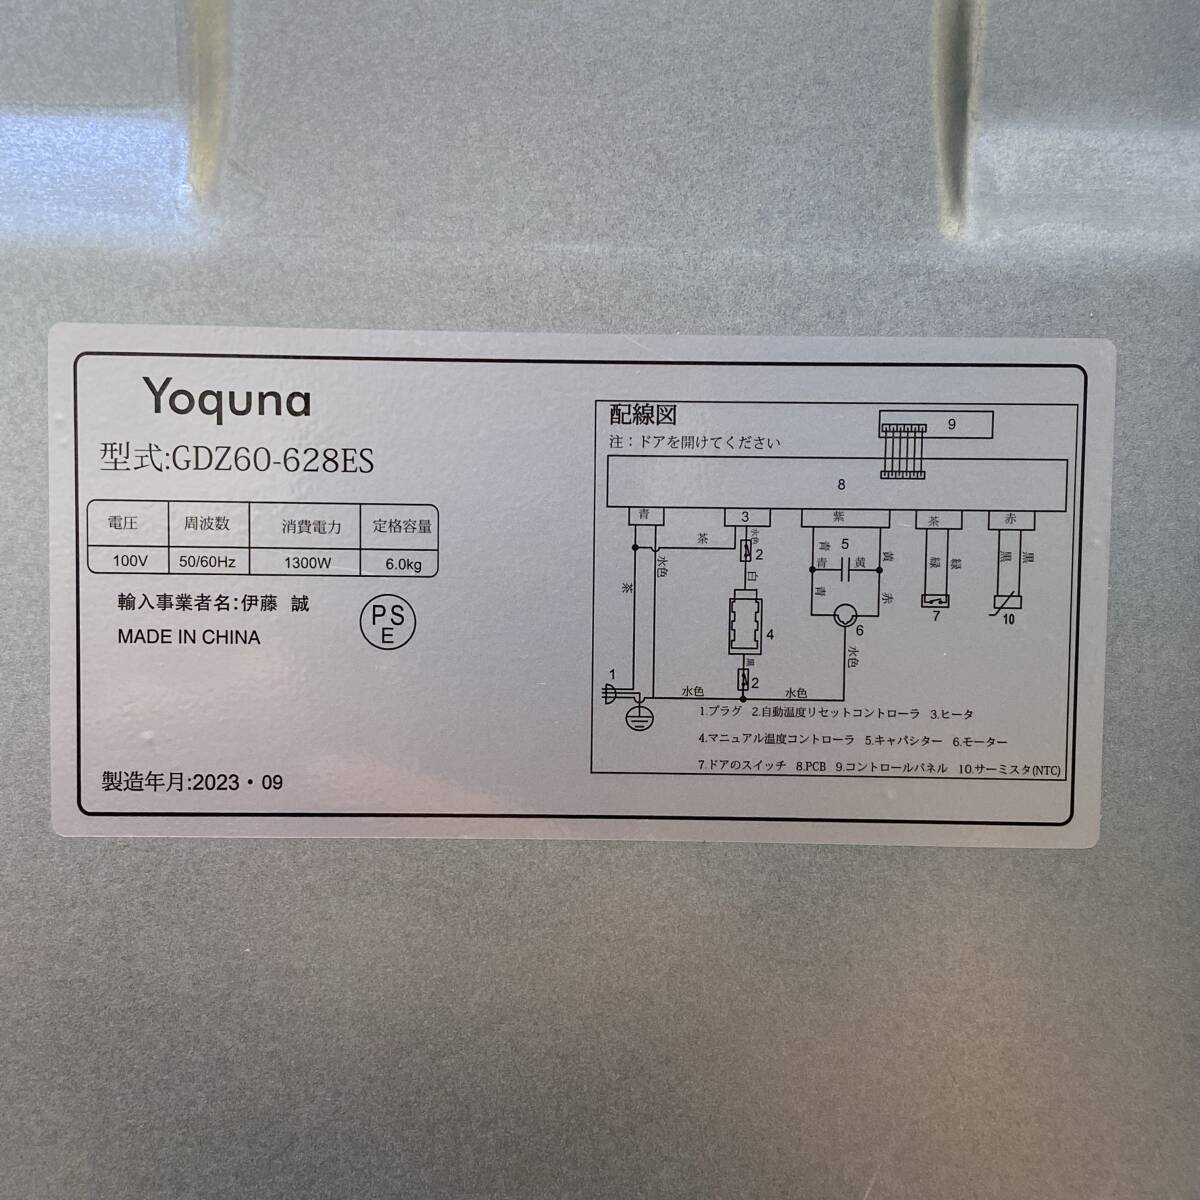 Yoquna
型式:GDZ60-628ES
電圧 周波数 消費電力 定格容量
100V 50/60Hz 1300W 6.0kg
輸入事業者名:伊藤 誠
MADE IN CHINA
PS
E
製造年月:2023・09
配線図
注：ドアを開けてください
9
8
青 3 紫 茶 赤
茶 水色 2 青 5 黄 緑 緑 黒 黒
水色 青 黄
茶 白 青 赤
7 10
4 6
水色
黒
1 2
水色 水色
1.プラグ 2.自動温度リセットコントローラ 3.ヒータ
4.マニュアル温度コントローラ 5.キャパシター 6.モーター
7.ドアのスイッチ 8.PCB 9.コントロールパネル 10.サーミスタ(NTC)